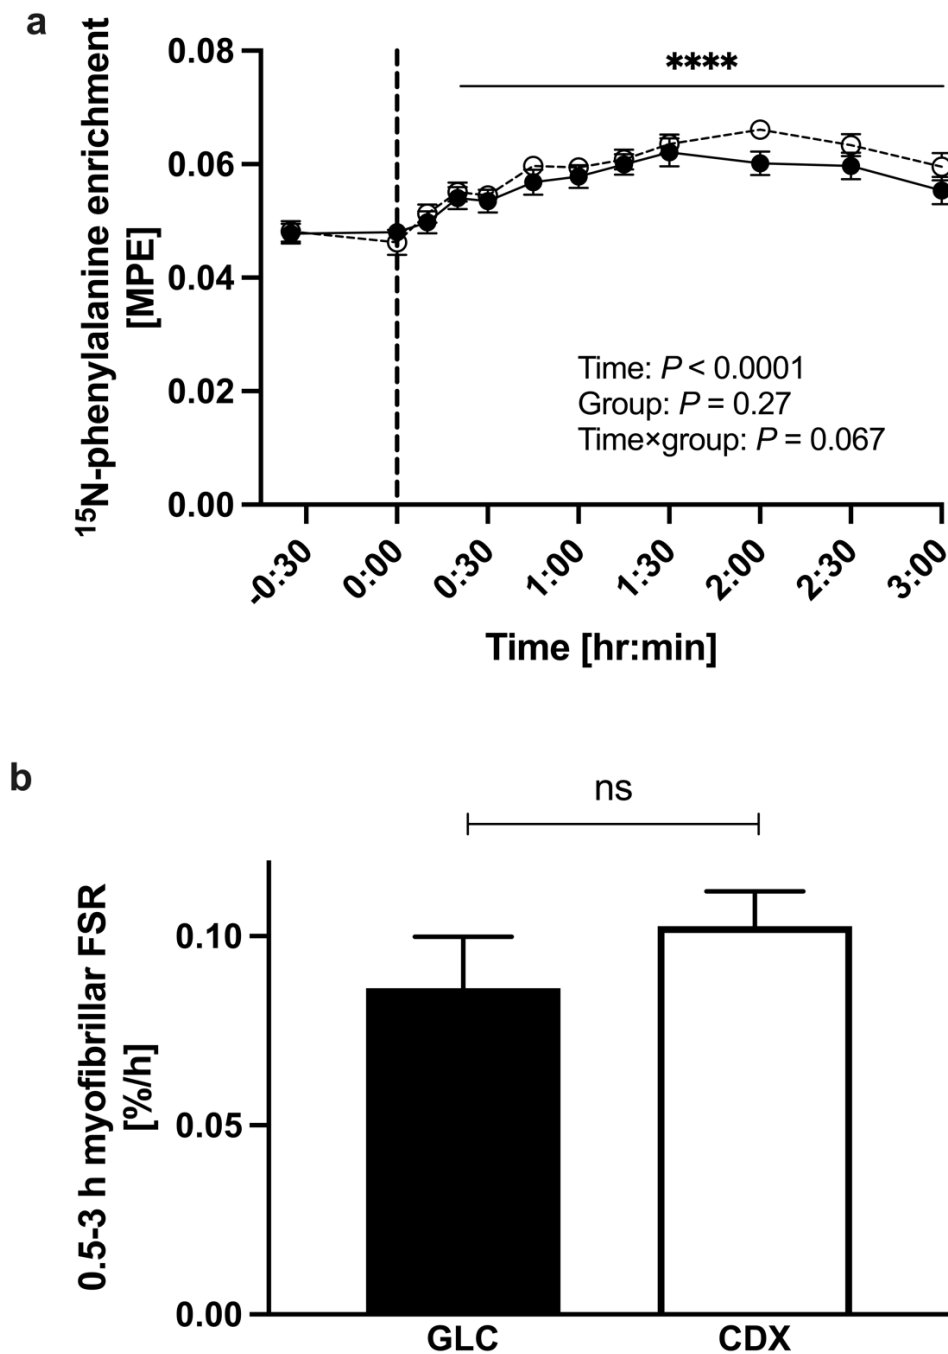 a
¹⁵N-phenylalanine enrichment
[MPE]
0.08
0.06
0.04
0.02
0.00
****
Time: P < 0.0001
Group: P = 0.27
Time×group: P = 0.067
-0:30
0:00
0:30
1:00
1:30
2:00
2:30
3:00
Time [hr:min]
b
ns
0.5-3 h myofibrillar FSR
[%/h]
0.10
0.05
0.00
GLC
CDX